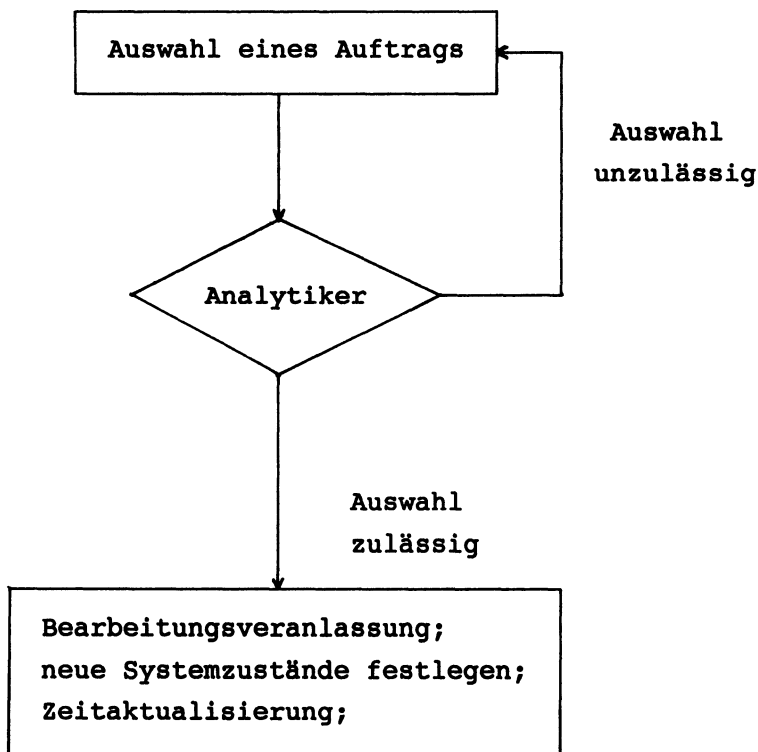 Auswahl eines Auftrags
Auswahl
unzulässig
Analytiker
Auswahl
zulässig
Bearbeitungsveranlassung;
neue Systemzustände festlegen;
Zeitaktualisierung;